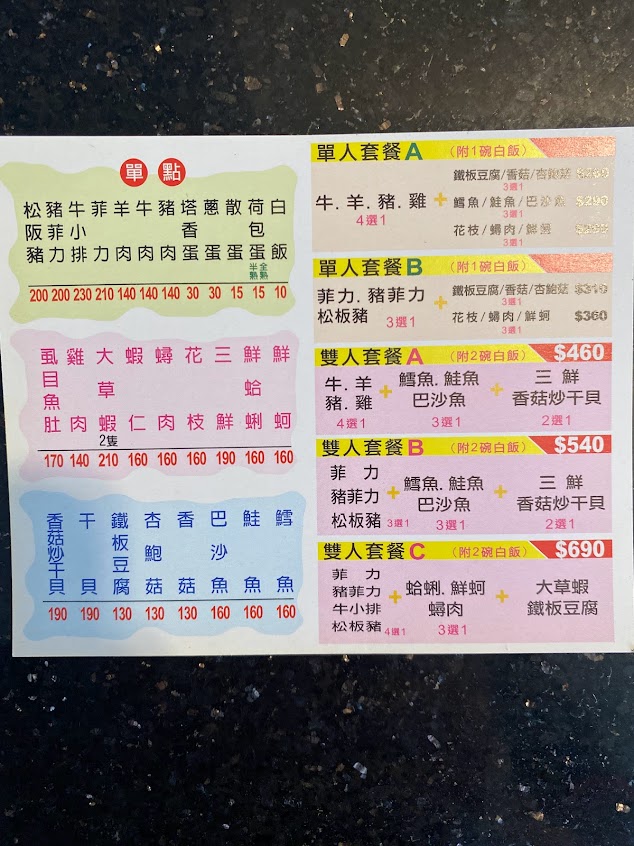 單點
松阪豬 200
豬菲力 200
牛小排 230
菲力 210
羊肉 140
牛肉 140
豬肉 140
塔香蛋 30
蔥蛋 30
散蛋 15
荷包蛋 半熟 全熟 15
白飯 10
虱目魚肚 170
雞肉 140
大草蝦 2隻 210
蝦仁 160
蟳肉 160
花枝 160
三鮮 190
鮮蛤蜊 160
鮮蚵 160
香菇炒干貝 190
干貝 190
鐵板豆腐 130
杏鮑菇 130
香菇 130
巴沙魚 160
鮭魚 160
鱈魚 160
單人套餐A (附1碗白飯)
牛.羊.豬.雞 4選1
+
鐵板豆腐/香菇/杏鮑菇
3選1
鱈魚/鮭魚/巴沙魚 $290
3選1
花枝/蟳肉/鮮蚵
3選1
單人套餐B (附1碗白飯)
菲力.豬菲力
松板豬 3選1
+
鐵板豆腐/香菇/杏鮑菇 $310
3選1
花枝/蟳肉/鮮蚵 $360
3選1
雙人套餐A (附2碗白飯) $460
牛.羊
豬.雞
4選1
+
鱈魚.鮭魚
巴沙魚
3選1
+
三鮮
香菇炒干貝
2選1
雙人套餐B (附2碗白飯) $540
菲力
豬菲力
松板豬 3選1
+
鱈魚.鮭魚
巴沙魚
3選1
+
三鮮
香菇炒干貝
2選1
雙人套餐C (附2碗白飯) $690
菲力
豬菲力
牛小排
松板豬 4選1
+
蛤蜊.鮮蚵
蟳肉
3選1
+
大草蝦
鐵板豆腐